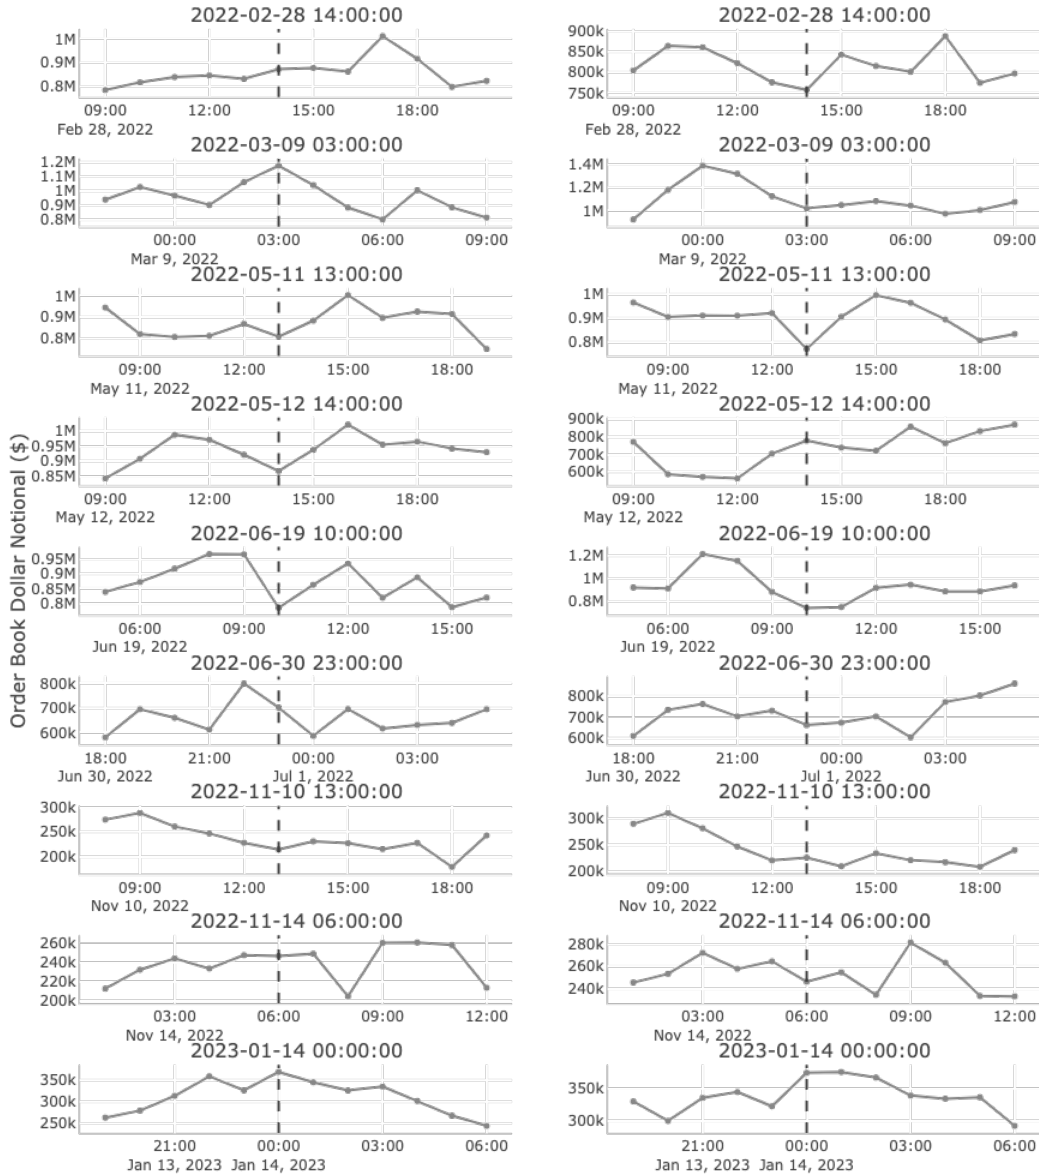 2022-02-28 14:00:00
1M
0.9M
0.8M
09:00 12:00 15:00 18:00
Feb 28, 2022
2022-02-28 14:00:00
900k
850k
800k
750k
09:00 12:00 15:00 18:00
Feb 28, 2022
2022-03-09 03:00:00
1.2M
1.1M
1M
0.9M
0.8M
00:00 03:00 06:00 09:00
Mar 9, 2022
2022-03-09 03:00:00
1.4M
1.2M
1M
00:00 03:00 06:00 09:00
Mar 9, 2022
2022-05-11 13:00:00
1M
0.9M
0.8M
09:00 12:00 15:00 18:00
May 11, 2022
2022-05-11 13:00:00
1M
0.9M
0.8M
09:00 12:00 15:00 18:00
May 11, 2022
Order Book Dollar Notional ($)
2022-05-12 14:00:00
1M
0.95M
0.9M
0.85M
09:00 12:00 15:00 18:00
May 12, 2022
2022-05-12 14:00:00
900k
800k
700k
600k
09:00 12:00 15:00 18:00
May 12, 2022
2022-06-19 10:00:00
0.95M
0.9M
0.85M
0.8M
06:00 09:00 12:00 15:00
Jun 19, 2022
2022-06-19 10:00:00
1.2M
1M
0.8M
06:00 09:00 12:00 15:00
Jun 19, 2022
2022-06-30 23:00:00
800k
700k
600k
18:00 21:00 00:00 03:00
Jun 30, 2022 Jul 1, 2022
2022-06-30 23:00:00
800k
700k
600k
18:00 21:00 00:00 03:00
Jun 30, 2022 Jul 1, 2022
2022-11-10 13:00:00
300k
250k
200k
09:00 12:00 15:00 18:00
Nov 10, 2022
2022-11-10 13:00:00
300k
250k
200k
09:00 12:00 15:00 18:00
Nov 10, 2022
2022-11-14 06:00:00
260k
240k
220k
200k
03:00 06:00 09:00 12:00
Nov 14, 2022
2022-11-14 06:00:00
280k
260k
240k
03:00 06:00 09:00 12:00
Nov 14, 2022
2023-01-14 00:00:00
350k
300k
250k
21:00 00:00 03:00 06:00
Jan 13, 2023 Jan 14, 2023
2023-01-14 00:00:00
350k
300k
21:00 00:00 03:00 06:00
Jan 13, 2023 Jan 14, 2023